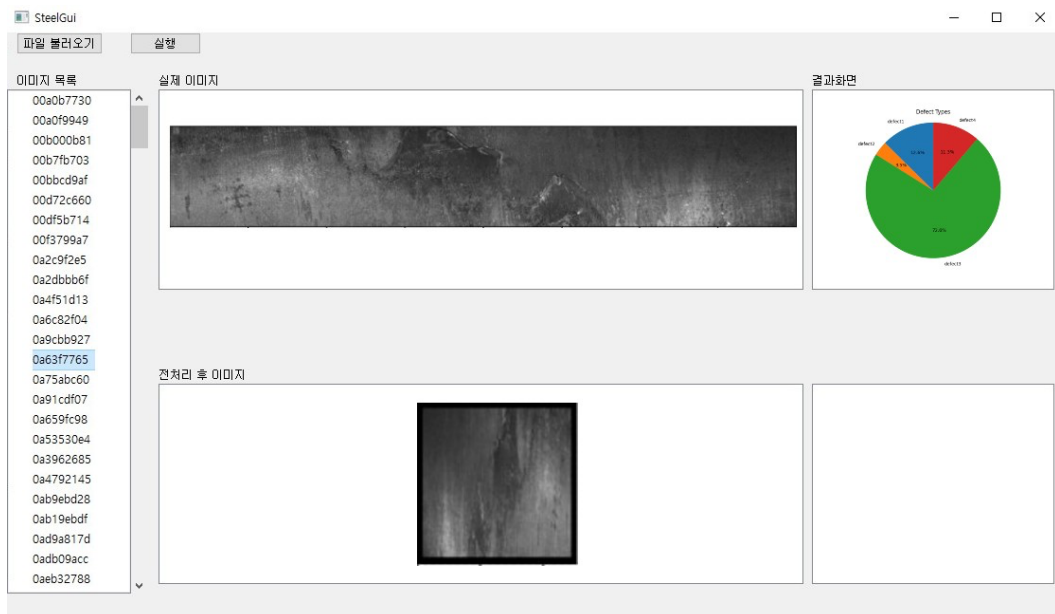 SteelGui
파일 불러오기
실행
이미지 목록
실제 이미지
결과화면
00a0b7730
00a0f9949
00b000b81
00b7fb703
00bbcd9af
00d72c660
00df5b714
00f3799a7
0a2c9f2e5
0a2dbbb6f
0a4f51d13
0a6c82f04
0a9cbb927
0a63f7765
0a75abc60
0a91cdf07
0a659fc98
0a53530e4
0a3962685
0a4792145
0ab9ebd28
0ab19ebdf
0ad9a817d
0adb09acc
0aeb32788
Defect Types
defect1
defect4
defect3
전처리 후 이미지